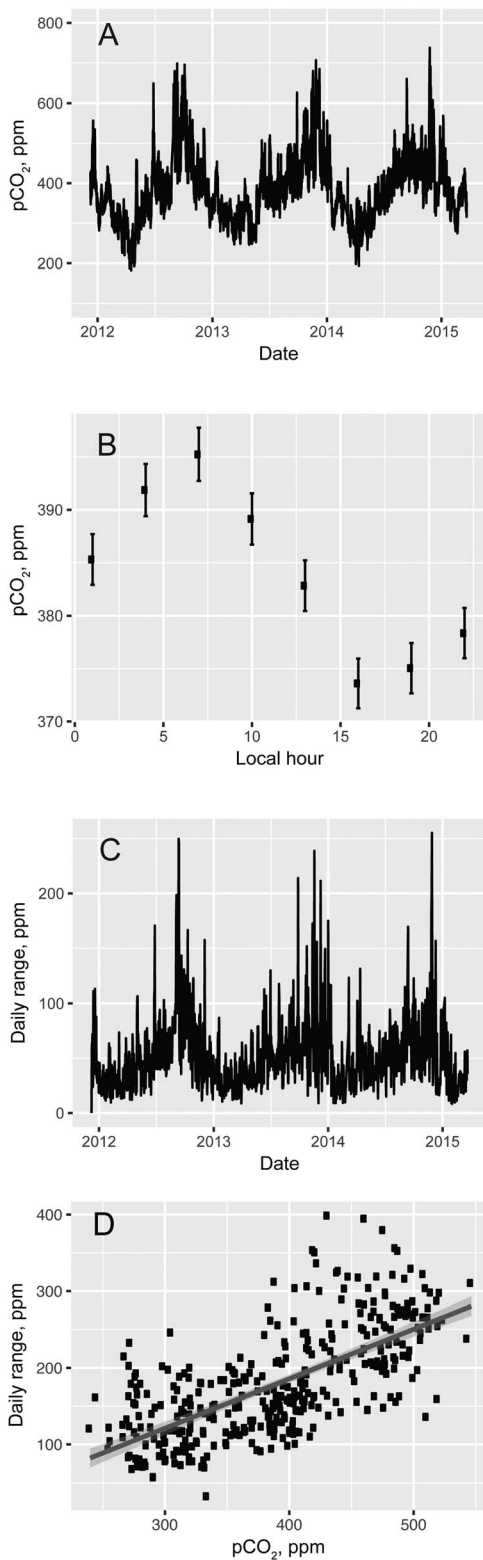 A
800
600
400
200
pCO₂, ppm
2012 2013 2014 2015
Date
B
390
380
370
pCO₂, ppm
0 5 10 15 20
Local hour
C
200
100
0
Daily range, ppm
2012 2013 2014 2015
Date
D
400
300
200
100
Daily range, ppm
300 400 500
pCO₂, ppm